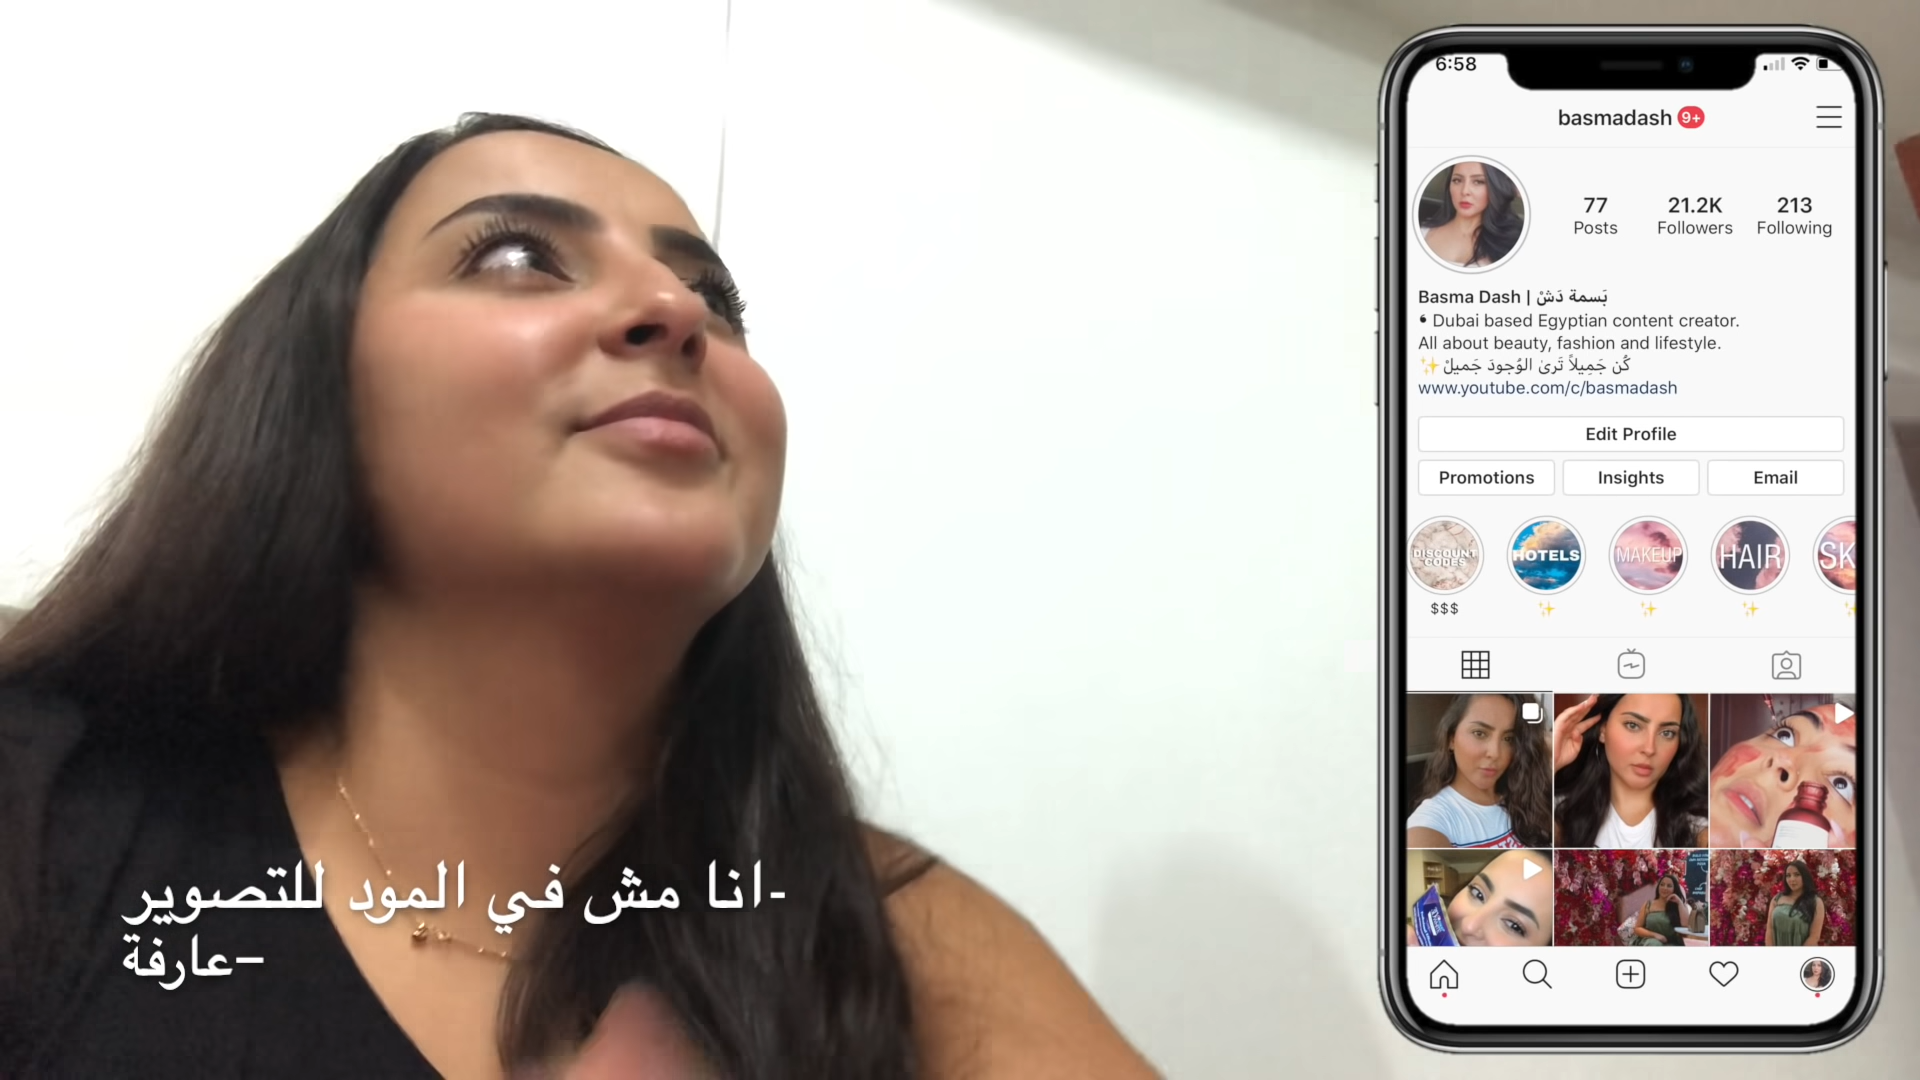 -انا مش في المود للتصوير
–عارفة
6:58
basmadash 9+
77 21.2K 213
Posts Followers Following
Basma Dash | بَسمة دَشْ
Dubai based Egyptian content creator.
All about beauty, fashion and lifestyle.
كُن جَمِيلاً تَرىٰ الوُجودَ جَميلْ✨
www.youtube.com/c/basmadash
Edit Profile
Promotions Insights Email
DISCOUNT CODES
HOTELS
MAKEUP
HAIR
SK
$$$